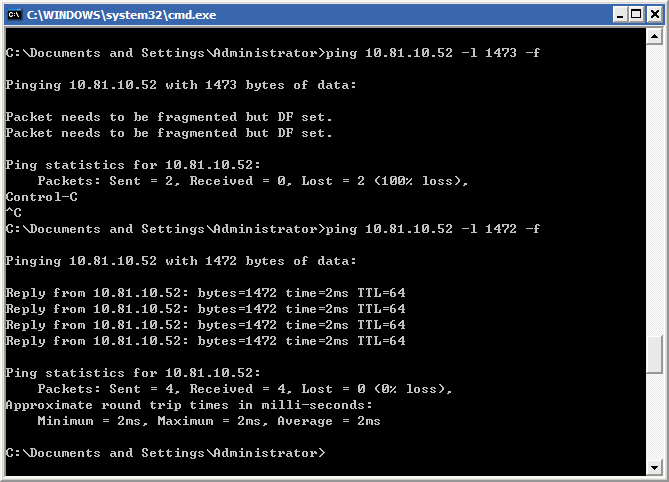 C:\WINDOWS\system32\cmd.exe
C:\Documents and Settings\Administrator>ping 10.81.10.52 -l 1473 -f
Pinging 10.81.10.52 with 1473 bytes of data:
Packet needs to be fragmented but DF set.
Packet needs to be fragmented but DF set.
Ping statistics for 10.81.10.52:
    Packets: Sent = 2, Received = 0, Lost = 2 (100% loss),
Control-C
^C
C:\Documents and Settings\Administrator>ping 10.81.10.52 -l 1472 -f
Pinging 10.81.10.52 with 1472 bytes of data:
Reply from 10.81.10.52: bytes=1472 time=2ms TTL=64
Reply from 10.81.10.52: bytes=1472 time=2ms TTL=64
Reply from 10.81.10.52: bytes=1472 time=2ms TTL=64
Reply from 10.81.10.52: bytes=1472 time=2ms TTL=64
Ping statistics for 10.81.10.52:
    Packets: Sent = 4, Received = 4, Lost = 0 (0% loss),
Approximate round trip times in milli-seconds:
    Minimum = 2ms, Maximum = 2ms, Average = 2ms
C:\Documents and Settings\Administrator>